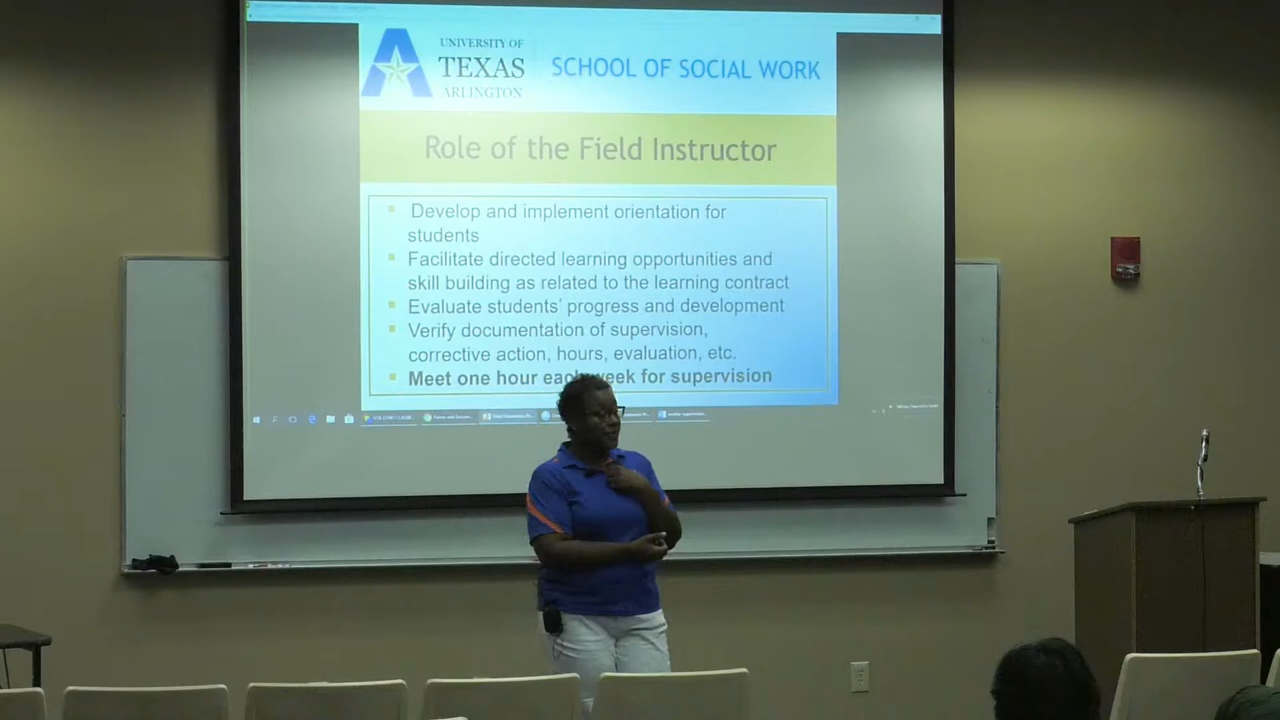 UNIVERSITY OF
TEXAS
ARLINGTON
SCHOOL OF SOCIAL WORK
Role of the Field Instructor
Develop and implement orientation for
students
Facilitate directed learning opportunities and
skill building as related to the learning contract
Evaluate students' progress and development
Verify documentation of supervision,
corrective action, hours, evaluation, etc.
Meet one hour each week for supervision